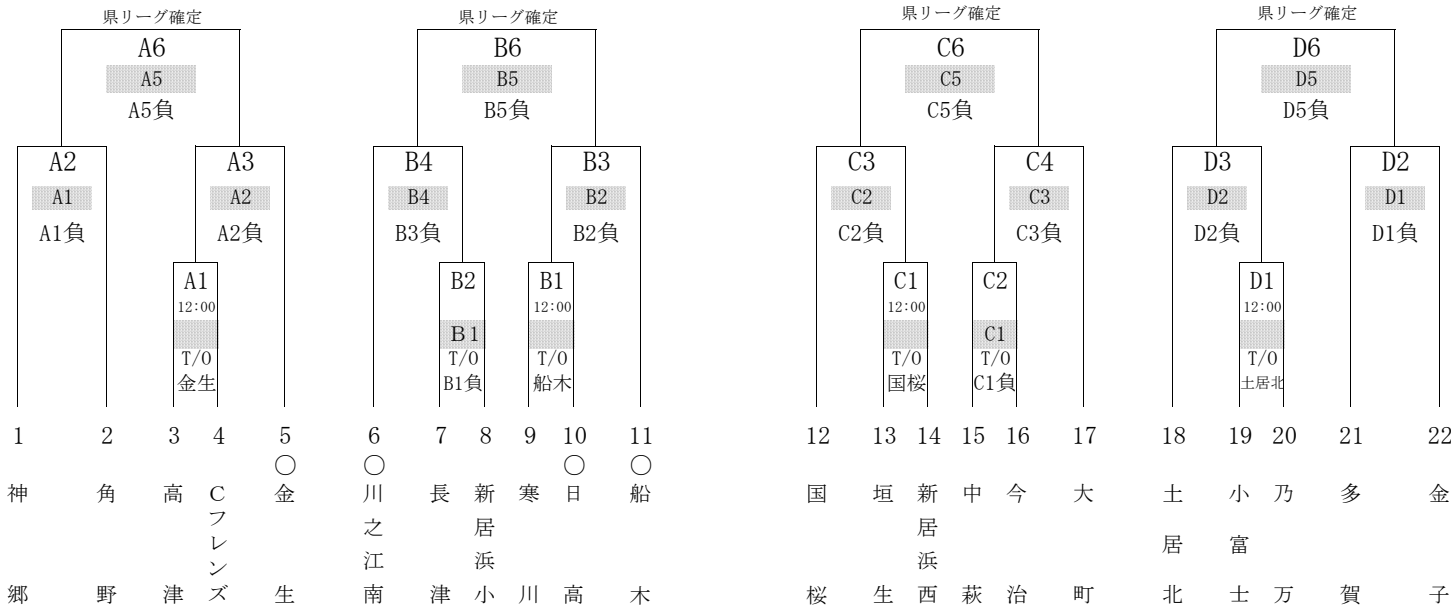 県リーグ確定 県リーグ確定 県リーグ確定 県リーグ確定
A6 B6 C6 D6
A5 B5 C5 D5
A5負 B5負 C5負 D5負
A2 A3 B4 B3 C3 C4 D3 D2
A1 A2 B4 B2 C2 C3 D2 D1
A1負 A2負 B3負 B2負 C2負 C3負 D2負 D1負
A1 B2 B1 C1 C2 D1
12:00 12:00 12:00 12:00
B1 C1
T/O T/O T/O T/O T/O T/O
金生 B1負 船木 国桜 C1負 土居北
1 2 3 4 5 6 7 8 9 10 11 12 13 14 15 16 17 18 19 20 21 22
○ ○ ○ ○
神郷
角野
高津
Cフレンズ
金生
川之江南
長津
新居浜小
寒川
日高
船木
国桜
垣生
新居浜西
中萩
今治
大町
土居北
小富士
乃万
多賀
金子